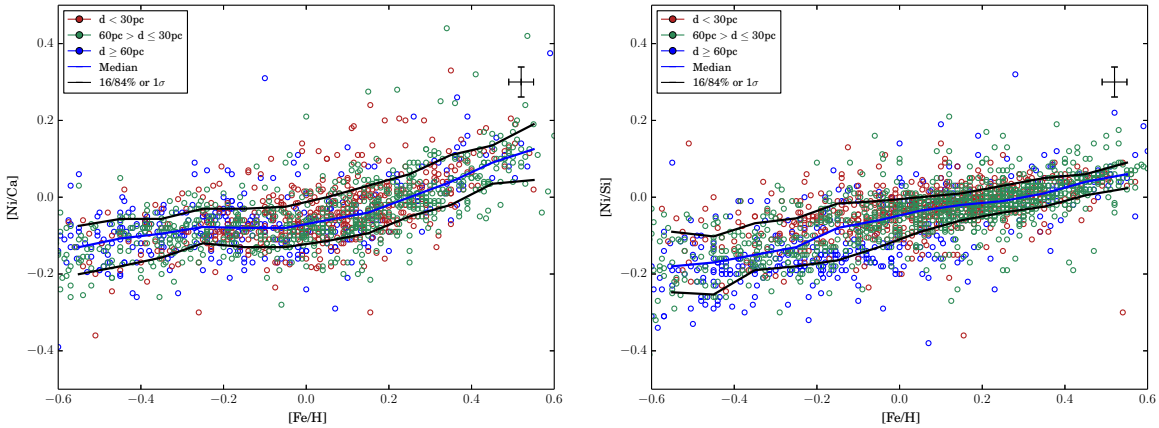 d < 30pc
60pc > d ≤ 30pc
d ≥ 60pc
Median
16/84% or 1σ
0.4
0.2
0.0
−0.2
−0.4
[Ni/Ca]
−0.6 −0.4 −0.2 0.0 0.2 0.4 0.6
[Fe/H]
d < 30pc
60pc > d ≤ 30pc
d ≥ 60pc
Median
16/84% or 1σ
0.4
0.2
0.0
−0.2
−0.4
[Ni/Si]
−0.6 −0.4 −0.2 0.0 0.2 0.4 0.6
[Fe/H]